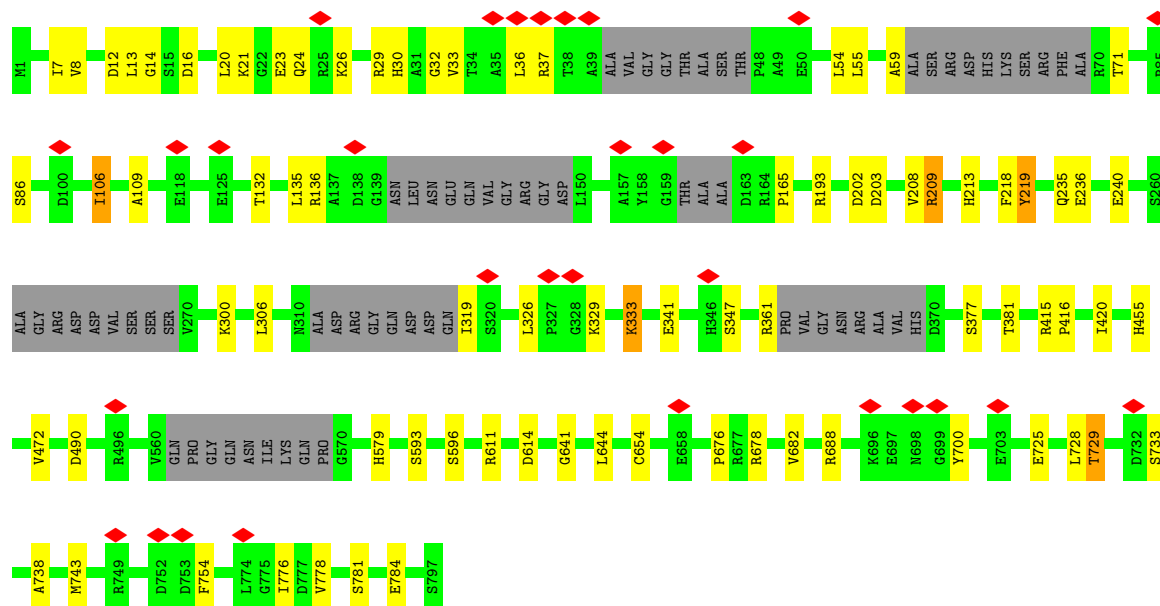 M1 I7 V8 D12 L13 G14 S15 D16 L20 K21 G22 E23 Q24 R25 K26 R29 H30 A31 G32 V33 T34 A35 L36 R37 T38 A39 ALA VAL GLY GLY THR ALA SER THR P48 A49 E50 L54 L55 A59 ALA SER ARG ASP HIS LYS SER ARG PHE ALA R70 T71 R85
S86 D100 I106 A109 E118 E125 T132 L135 R136 A137 D138 G139 ASN LEU ASN GLU GLN VAL GLY ARG GLY ASP L150 A157 Y158 G159 THR ALA ALA D163 R164 P165 R193 D202 D203 V208 R209 H213 F218 Y219 Q235 E236 E240 S260
ALA GLY ARG ASP ASP VAL SER SER SER V270 K300 L306 N310 ALA ASP ARG GLY GLN ASP ASP GLN I319 S320 L326 P327 G328 K329 K333 E341 H346 S347 R361 PRO VAL GLY ASN ARG ALA VAL HIS D370 S377 T381 R415 P416 I420 H455
V472 D490 R496 V560 GLN PRO GLY GLN ASN ILE LYS GLN PRO G570 H579 S593 S596 R611 D614 G641 L644 C654 E658 P676 R677 R678 V682 R688 K696 E697 N698 G699 Y700 E703 E725 L728 T729 D732 S733
A738 M743 R749 D752 D753 F754 L774 G775 I776 D777 V778 S781 E784 S797